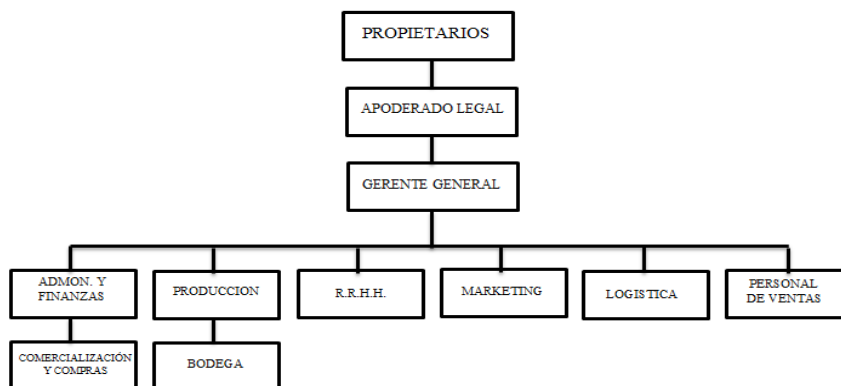 PROPIETARIOS
APODERADO LEGAL
GERENTE GENERAL
ADMON. Y
FINANZAS
PRODUCCION
R.R.H.H.
MARKETING
LOGISTICA
PERSONAL
DE VENTAS
COMERCIALIZACIÓN
Y COMPRAS
BODEGA